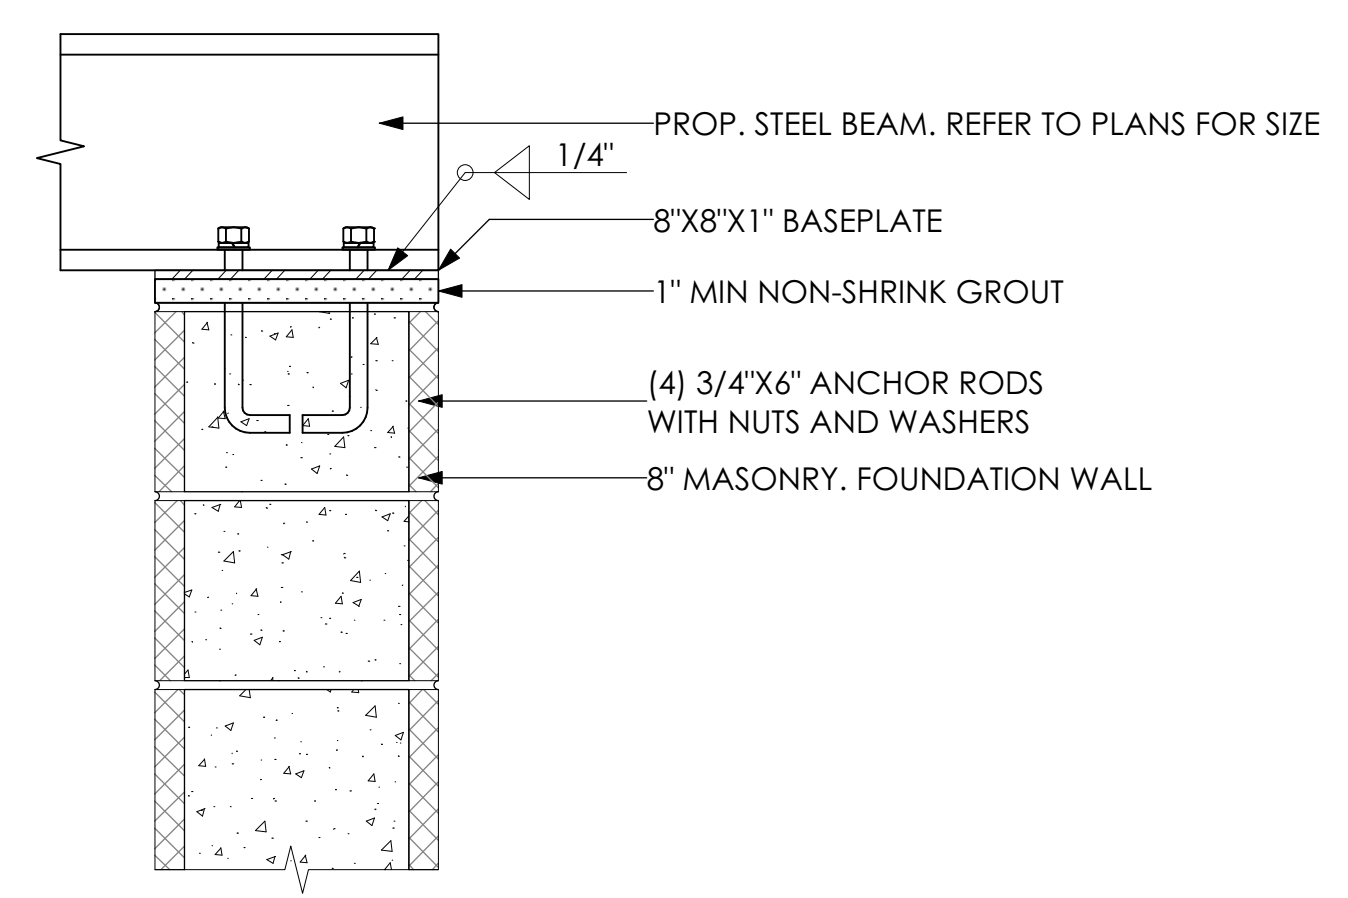 PROP. STEEL BEAM. REFER TO PLANS FOR SIZE
1/4"
8"X8"X1" BASEPLATE
1" MIN NON-SHRINK GROUT
(4) 3/4"X6" ANCHOR RODS
WITH NUTS AND WASHERS
8" MASONRY. FOUNDATION WALL